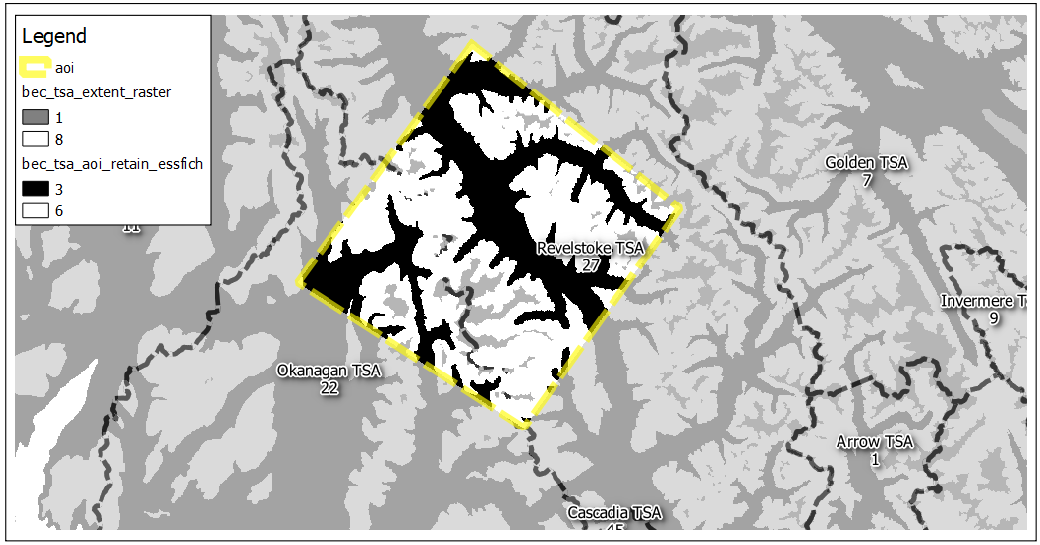 Legend
aoi
bec_tsa_extent_raster
1
8
bec_tsa_aoi_retain_essfich
3
6
11
Golden TSA
7
Revelstoke TSA
27
Invermere T
9
Okanagan TSA
22
Arrow TSA
1
Cascadia TSA
45